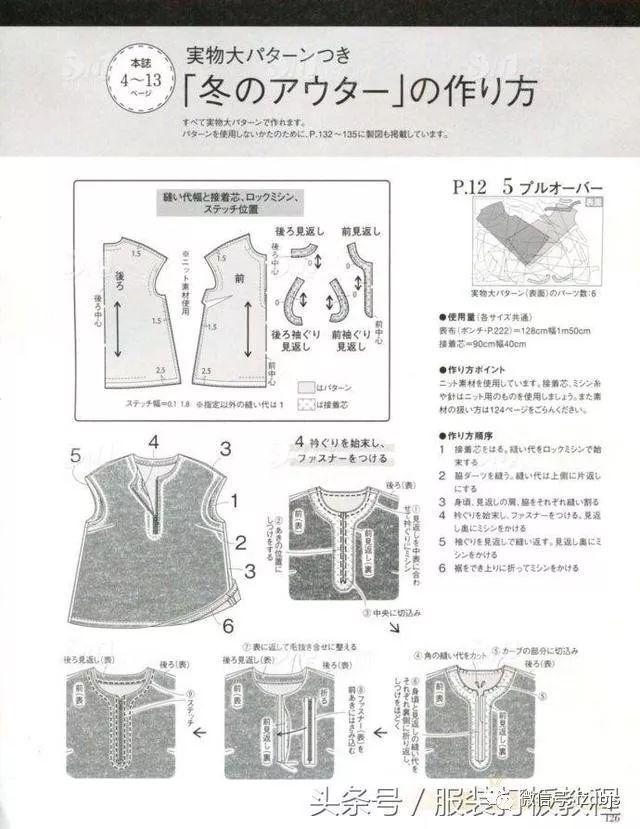 本誌
4〜13
ページ
実物大パターンつき
「冬のアウター」の作り方
すべて実物大パターンで作れます。
パターンを使用しないかたのために、P.132〜135に製図も掲載しています。
縫い代幅と接着芯、ロックミシン、
ステッチ位置
後ろ
後ろ中心
1.5
1.5
2.5
※ニット素材使用
前
1.5
1.5
2.5
前中心
後ろ見返し
後ろ中心
0
前見返し
0
前中心
後ろ袖ぐり
見返し
前袖ぐり
見返し
はパターン
は接着芯
ステッチ幅=0.1 1.8 ※指定以外の縫い代は1
P.12 5 プルオーバー
表面
実物大パターン(表面)のパーツ数:6
●使用量(各サイズ共通)
表布(ポンチ・P.222)=128cm幅1m50cm
接着芯=90cm幅40cm
●作り方ポイント
ニット素材を使用しています。接着芯、ミシン糸
や針はニット用のものを使用しましょう。また素
材の扱い方は124ページをごらんください。
●作り方順序
1 接着芯をはる。縫い代をロックミシンで始
末する
2 脇ダーツを縫う。縫い代は上側に片返し
にする
3 身頃、見返しの肩、脇をそれぞれ縫い割る
4 衿ぐりを始末し、ファスナーをつける。見返
し奥にミシンをかける
5 袖ぐりを見返しで縫い返す。見返し奥にミ
シンをかける
6 裾をでき上りに折ってミシンをかける
4
5
3
1
2
3
6
4 衿ぐりを始末し、
ファスナーをつける
後ろ(表)
前(表)
前見返し(裏)
①見返しを中表に合わ
せて衿ぐりにミシン
②あきの位置に
しつけをする
③中央に切込み
④角の縫い代をカット
⑤カーブの部分に切込み
後ろ(表)
前(表)
前見返し(裏)
⑤
⑥身頃と見返しの縫い代を
それぞれ裏側に折り返し、
しつけをほどく
⑦表に返して毛抜き合せに整える
後ろ見返し(表)
後ろ(表)
前(表)
折る
前見返し(裏)
⑧ファスナー(表)を
前あきにはさみ込む
後ろ見返し(表)
後ろ(表)
前(表)
⑨ステッチ
头条号/服装打板教程
126